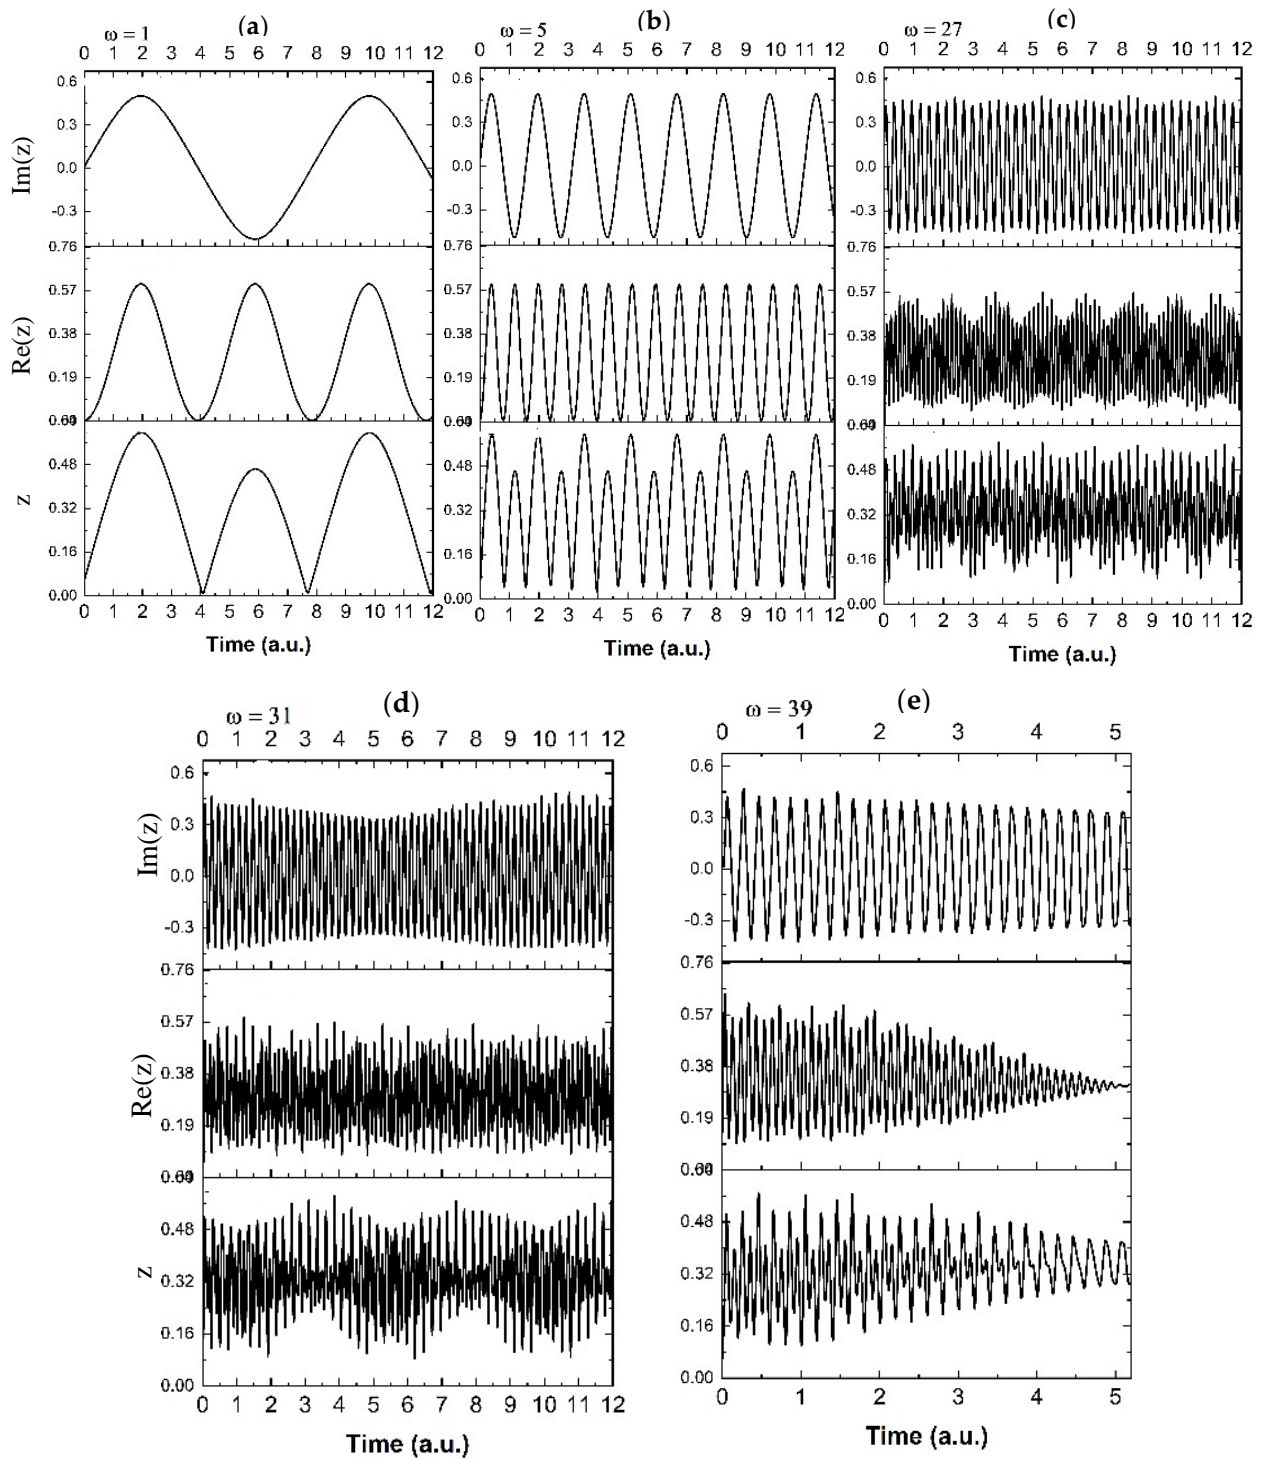 (a) (b) (c)
ω = 1 ω = 5 ω = 27
0 1 2 3 4 5 6 7 8 9 10 11 12 0 1 2 3 4 5 6 7 8 9 10 11 12 0 1 2 3 4 5 6 7 8 9 10 11 12
0.6 0.6 0.6
0.3 0.3 0.3
Im(z) 0.0 0.0 0.0
-0.3 -0.3 -0.3
0.76 0.76 0.76
0.57 0.57 0.57
Re(z) 0.38 0.38 0.38
0.19 0.19 0.19
0.48 0.48 0.48
z 0.32 0.32 0.32
0.16 0.16 0.16
0.00 0.00 0.00
0 1 2 3 4 5 6 7 8 9 10 11 12 0 1 2 3 4 5 6 7 8 9 10 11 12 0 1 2 3 4 5 6 7 8 9 10 11 12
Time (a.u.) Time (a.u.) Time (a.u.)
(d) (e)
ω = 31 ω = 39
0 1 2 3 4 5 6 7 8 9 10 11 12 0 1 2 3 4 5
0.6 0.6
0.3 0.3
Im(z) 0.0 0.0
-0.3 -0.3
0.76 0.76
0.57 0.57
Re(z) 0.38 0.38
0.19 0.19
0.48 0.48
z 0.32 0.32
0.16 0.16
0.00 0.00
0 1 2 3 4 5 6 7 8 9 10 11 12 0 1 2 3 4 5
Time (a.u.) Time (a.u.)